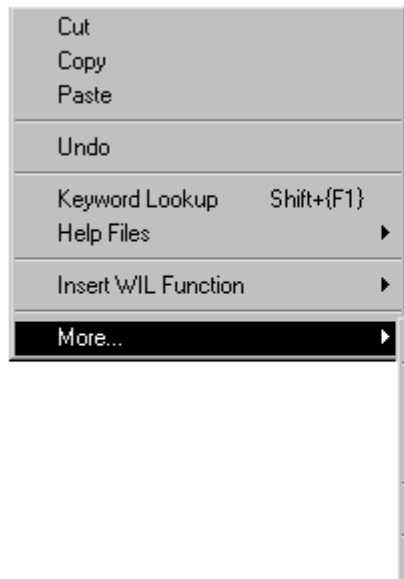 Cut
Copy
Paste
Undo
Keyword Lookup Shift+{F1}
Help Files
Insert WIL Function
More...